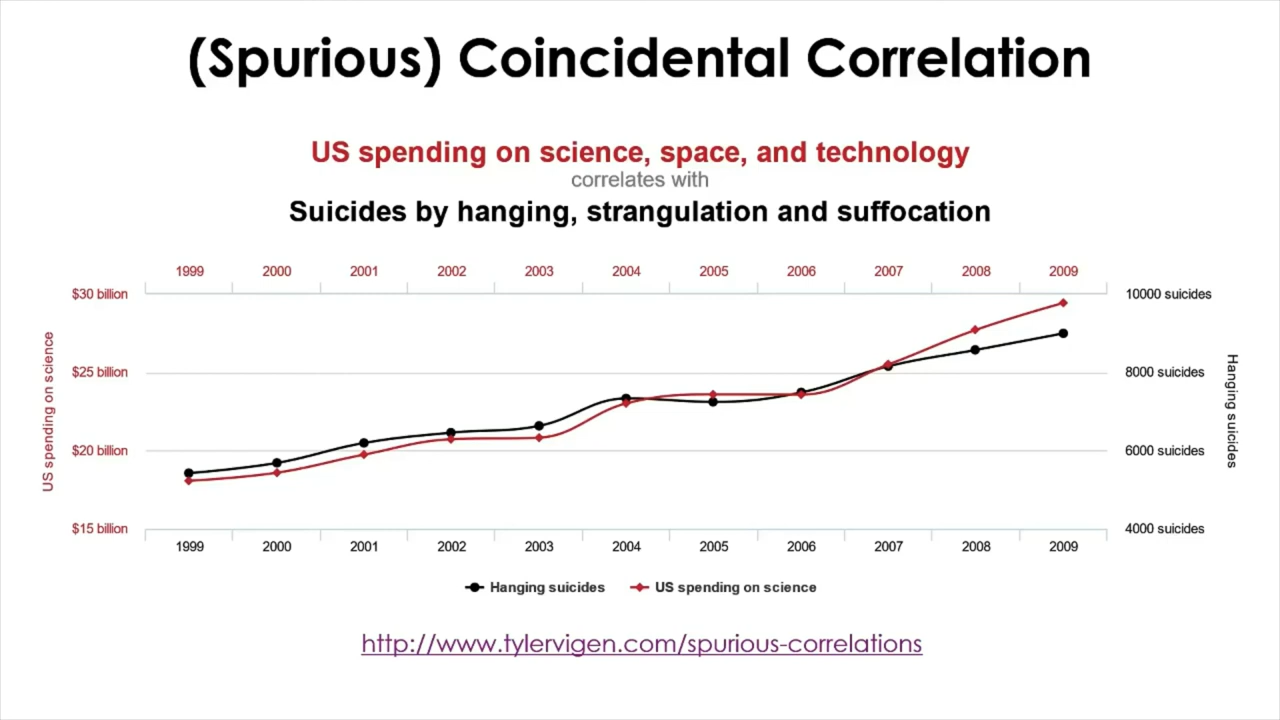 (Spurious) Coincidental Correlation
US spending on science, space, and technology
correlates with
Suicides by hanging, strangulation and suffocation
1999 2000 2001 2002 2003 2004 2005 2006 2007 2008 2009
$30 billion 10000 suicides
$25 billion 8000 suicides
$20 billion 6000 suicides
$15 billion 4000 suicides
US spending on science
Hanging suicides
1999 2000 2001 2002 2003 2004 2005 2006 2007 2008 2009
Hanging suicides US spending on science
http://www.tylervigen.com/spurious-correlations